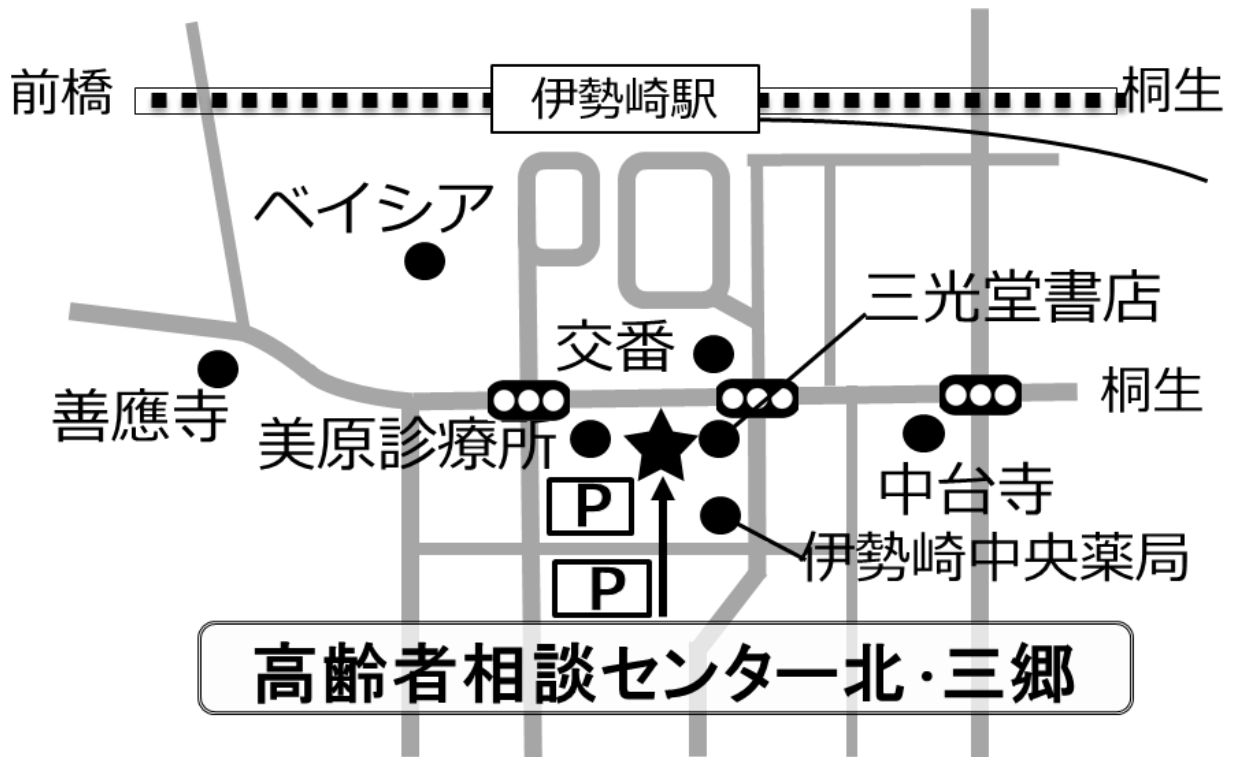 前橋
伊勢崎駅
桐生
ベイシア
三光堂書店
交番
善應寺
桐生
美原診療所
中台寺
P
伊勢崎中央薬局
P
高齢者相談センター北・三郷